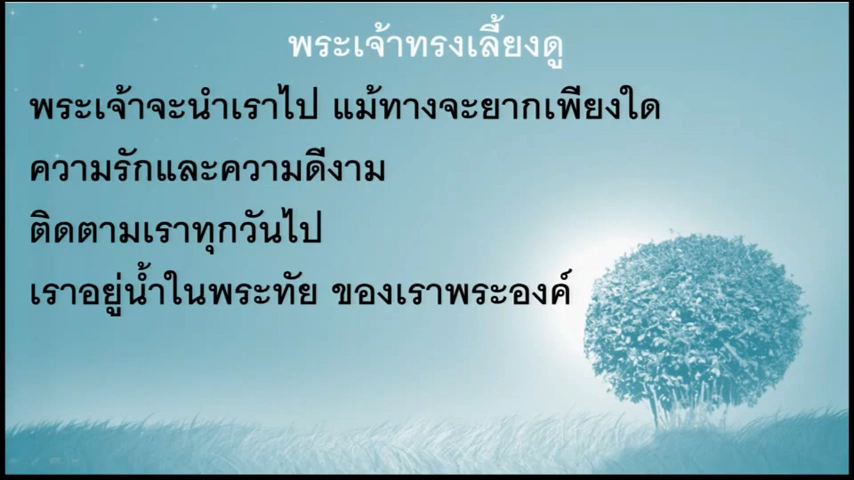 พระเจ้าทรงเลี้ยงดู
พระเจ้าจะนำเราไป แม้ทางจะยากเพียงใด
ความรักและความดีงาม
ติดตามเราทุกวันไป
เราอยู่น้ำในพระทัย ของเราพระองค์